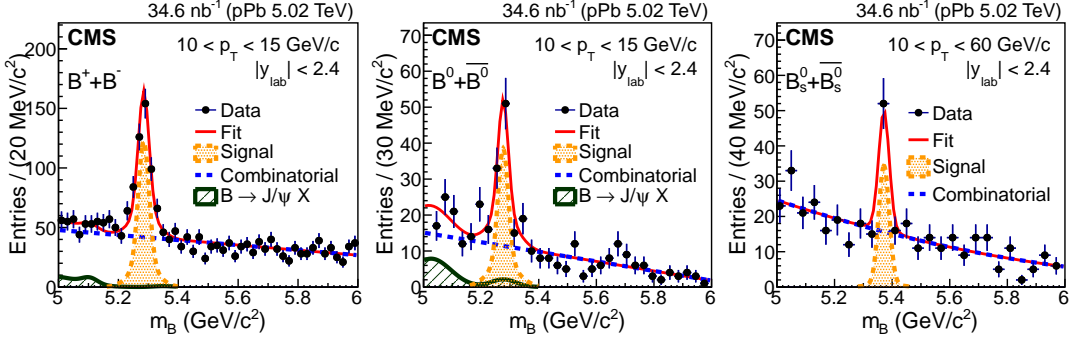 34.6 nb⁻¹ (pPb 5.02 TeV)
CMS
10 < p_T < 15 GeV/c
|y_lab| < 2.4
B⁺+B⁻
Data
Fit
Signal
Combinatorial
B → J/ψ X
Entries / (20 MeV/c²)
200
150
100
50
0
5 5.2 5.4 5.6 5.8 6
m_B (GeV/c²)
34.6 nb⁻¹ (pPb 5.02 TeV)
CMS
10 < p_T < 15 GeV/c
|y_lab| < 2.4
B⁰+B̅⁰
Data
Fit
Signal
Combinatorial
B → J/ψ X
Entries / (30 MeV/c²)
80
70
60
50
40
30
20
10
0
5 5.2 5.4 5.6 5.8 6
m_B (GeV/c²)
34.6 nb⁻¹ (pPb 5.02 TeV)
CMS
10 < p_T < 60 GeV/c
|y_lab| < 2.4
B_s⁰+B̅_s⁰
Data
Fit
Signal
Combinatorial
Entries / (40 MeV/c²)
80
70
60
50
40
30
20
10
0
5 5.2 5.4 5.6 5.8 6
m_B (GeV/c²)